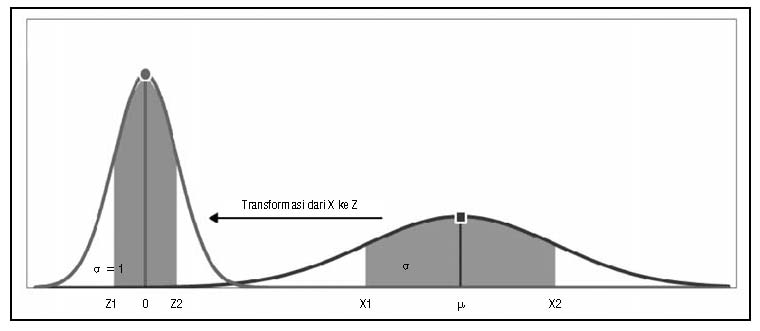 Transformasi dari X ke Z
σ = 1
σ
Z1 0 Z2 X1 μ X2